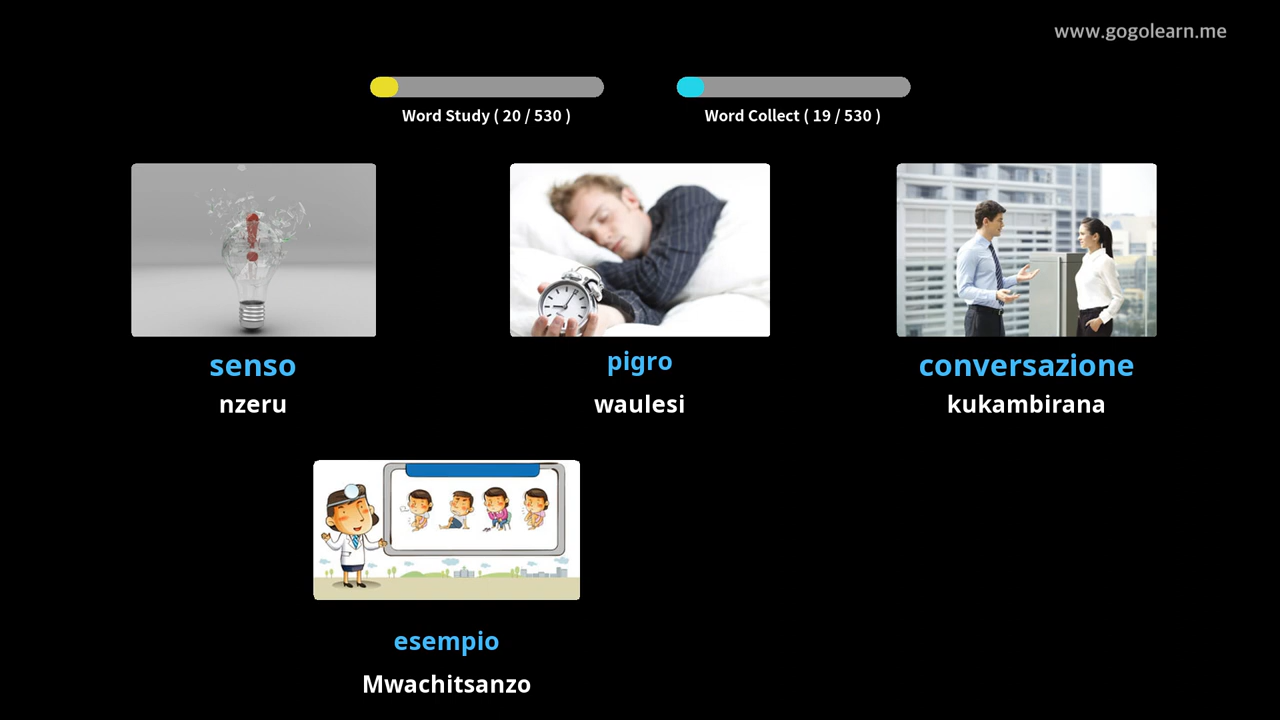 www.gogolearn.me
Word Study ( 20 / 530 )
Word Collect ( 19 / 530 )
senso
nzeru
pigro
waulesi
conversazione
kukambirana
esempio
Mwachitsanzo